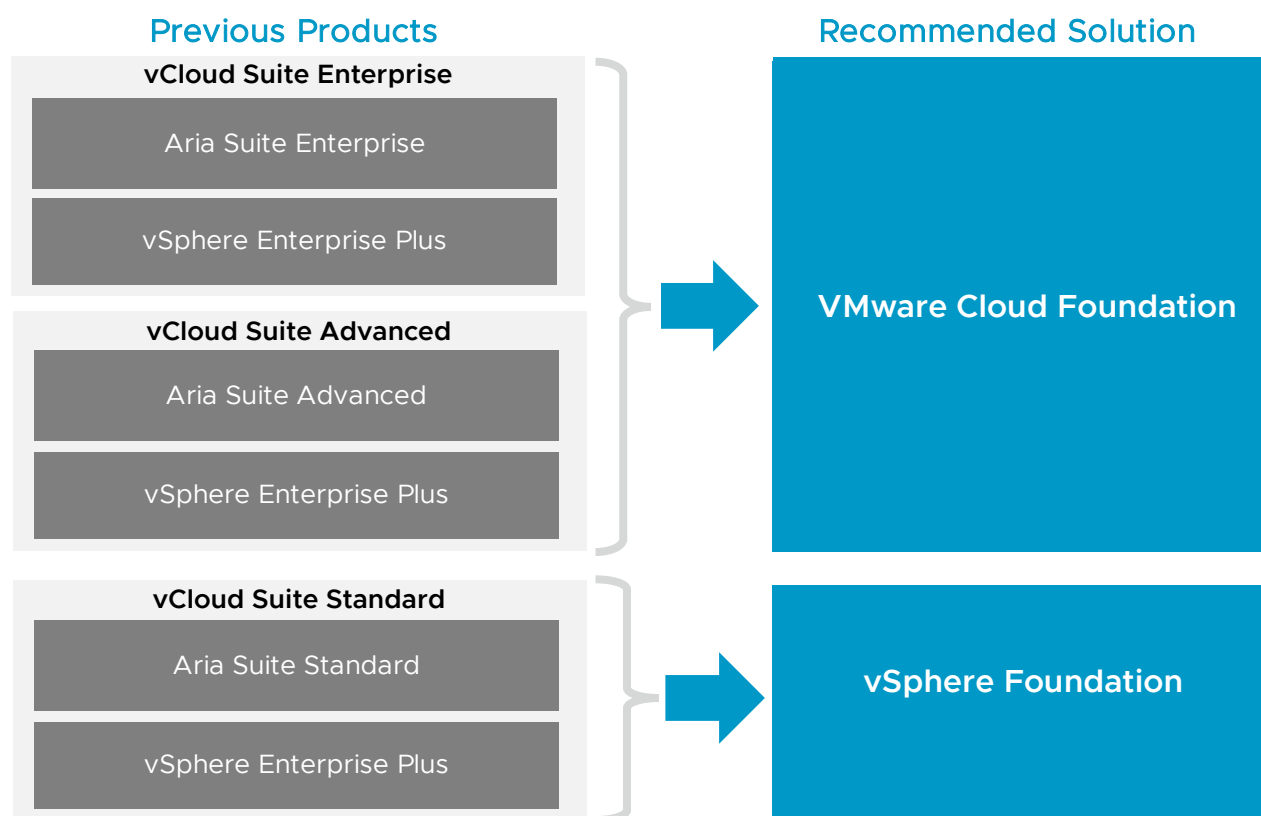 Previous Products
Recommended Solution
vCloud Suite Enterprise
Aria Suite Enterprise
vSphere Enterprise Plus
VMware Cloud Foundation
vCloud Suite Advanced
Aria Suite Advanced
vSphere Enterprise Plus
vCloud Suite Standard
Aria Suite Standard
vSphere Enterprise Plus
vSphere Foundation